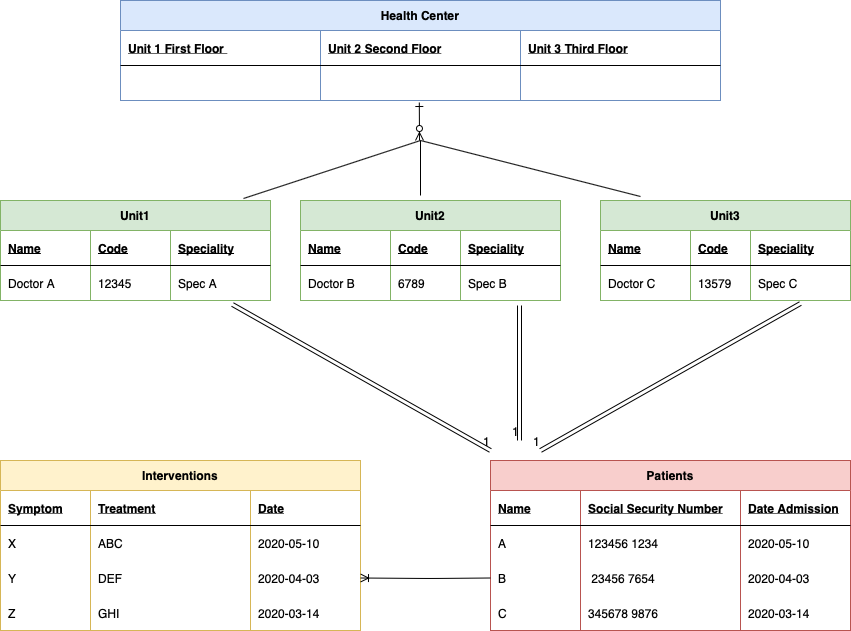 Health Center
Unit 1 First Floor
Unit 2 Second Floor
Unit 3 Third Floor
Unit1
Name Code Speciality
Doctor A 12345 Spec A
Unit2
Name Code Speciality
Doctor B 6789 Spec B
Unit3
Name Code Speciality
Doctor C 13579 Spec C
1
1
1
Interventions
Symptom Treatment Date
X ABC 2020-05-10
Y DEF 2020-04-03
Z GHI 2020-03-14
Patients
Name Social Security Number Date Admission
A 123456 1234 2020-05-10
B 23456 7654 2020-04-03
C 345678 9876 2020-03-14